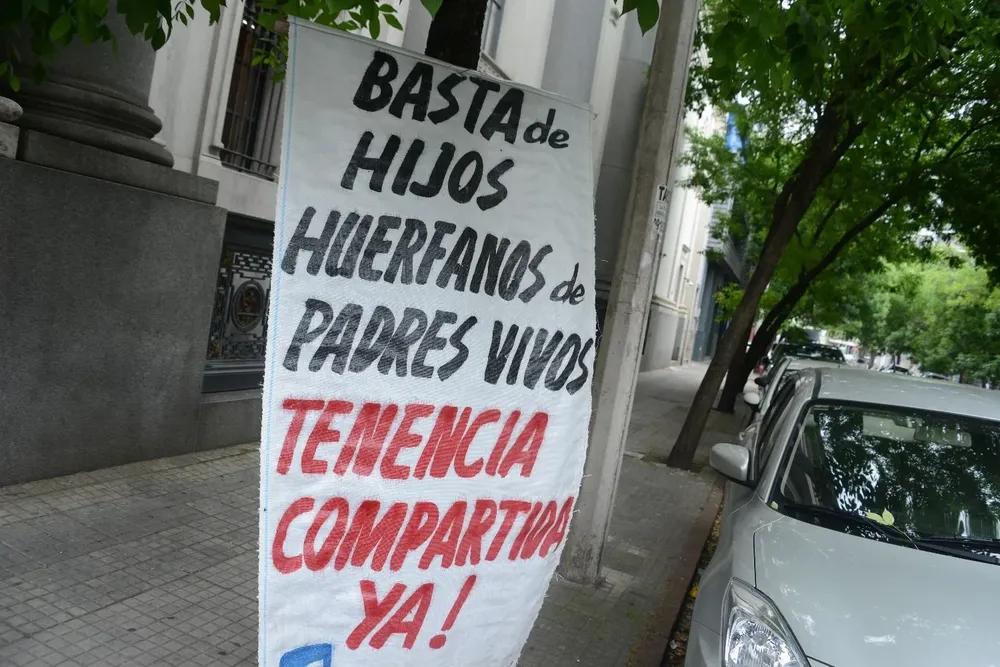 BASTA de
HIJOS
HUERFANOS de
PADRES VIVOS
TENENCIA
COMPARTIDA
YA!